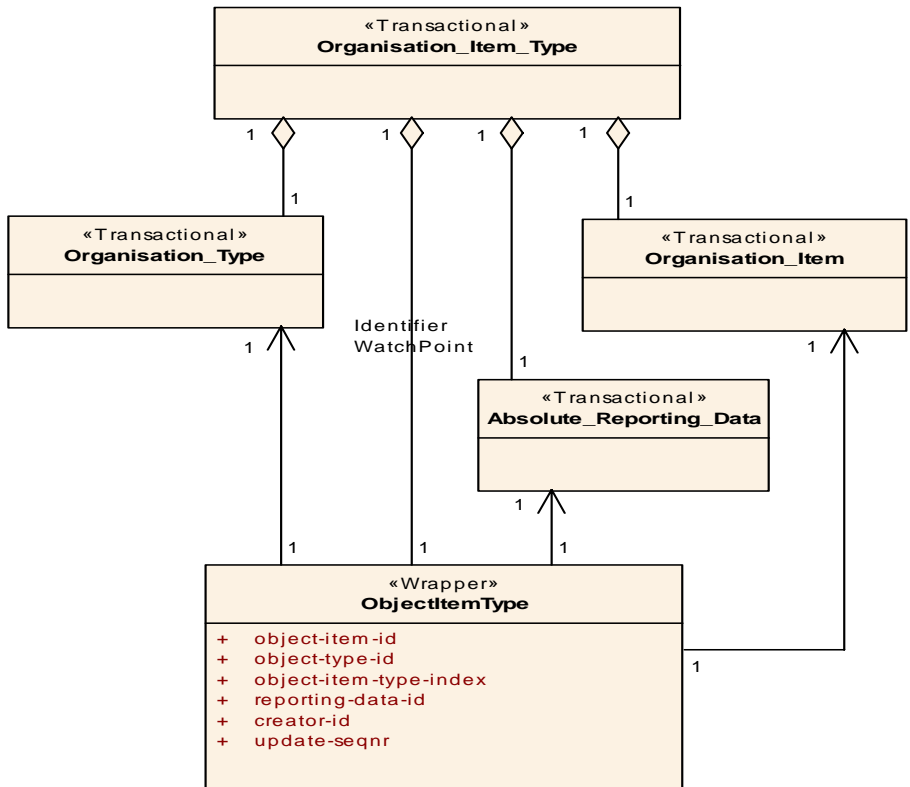 «Transactional»
Organisation_Item_Type
1
1
1
1
1
1
«Transactional»
Organisation_Type
«Transactional»
Organisation_Item
Identifier
WatchPoint
1
1
1
«Transactional»
Absolute_Reporting_Data
1
1
1
1
«Wrapper»
ObjectItemType
+ object-item-id
+ object-type-id
+ object-item-type-index
+ reporting-data-id
+ creator-id
+ update-seqnr
1